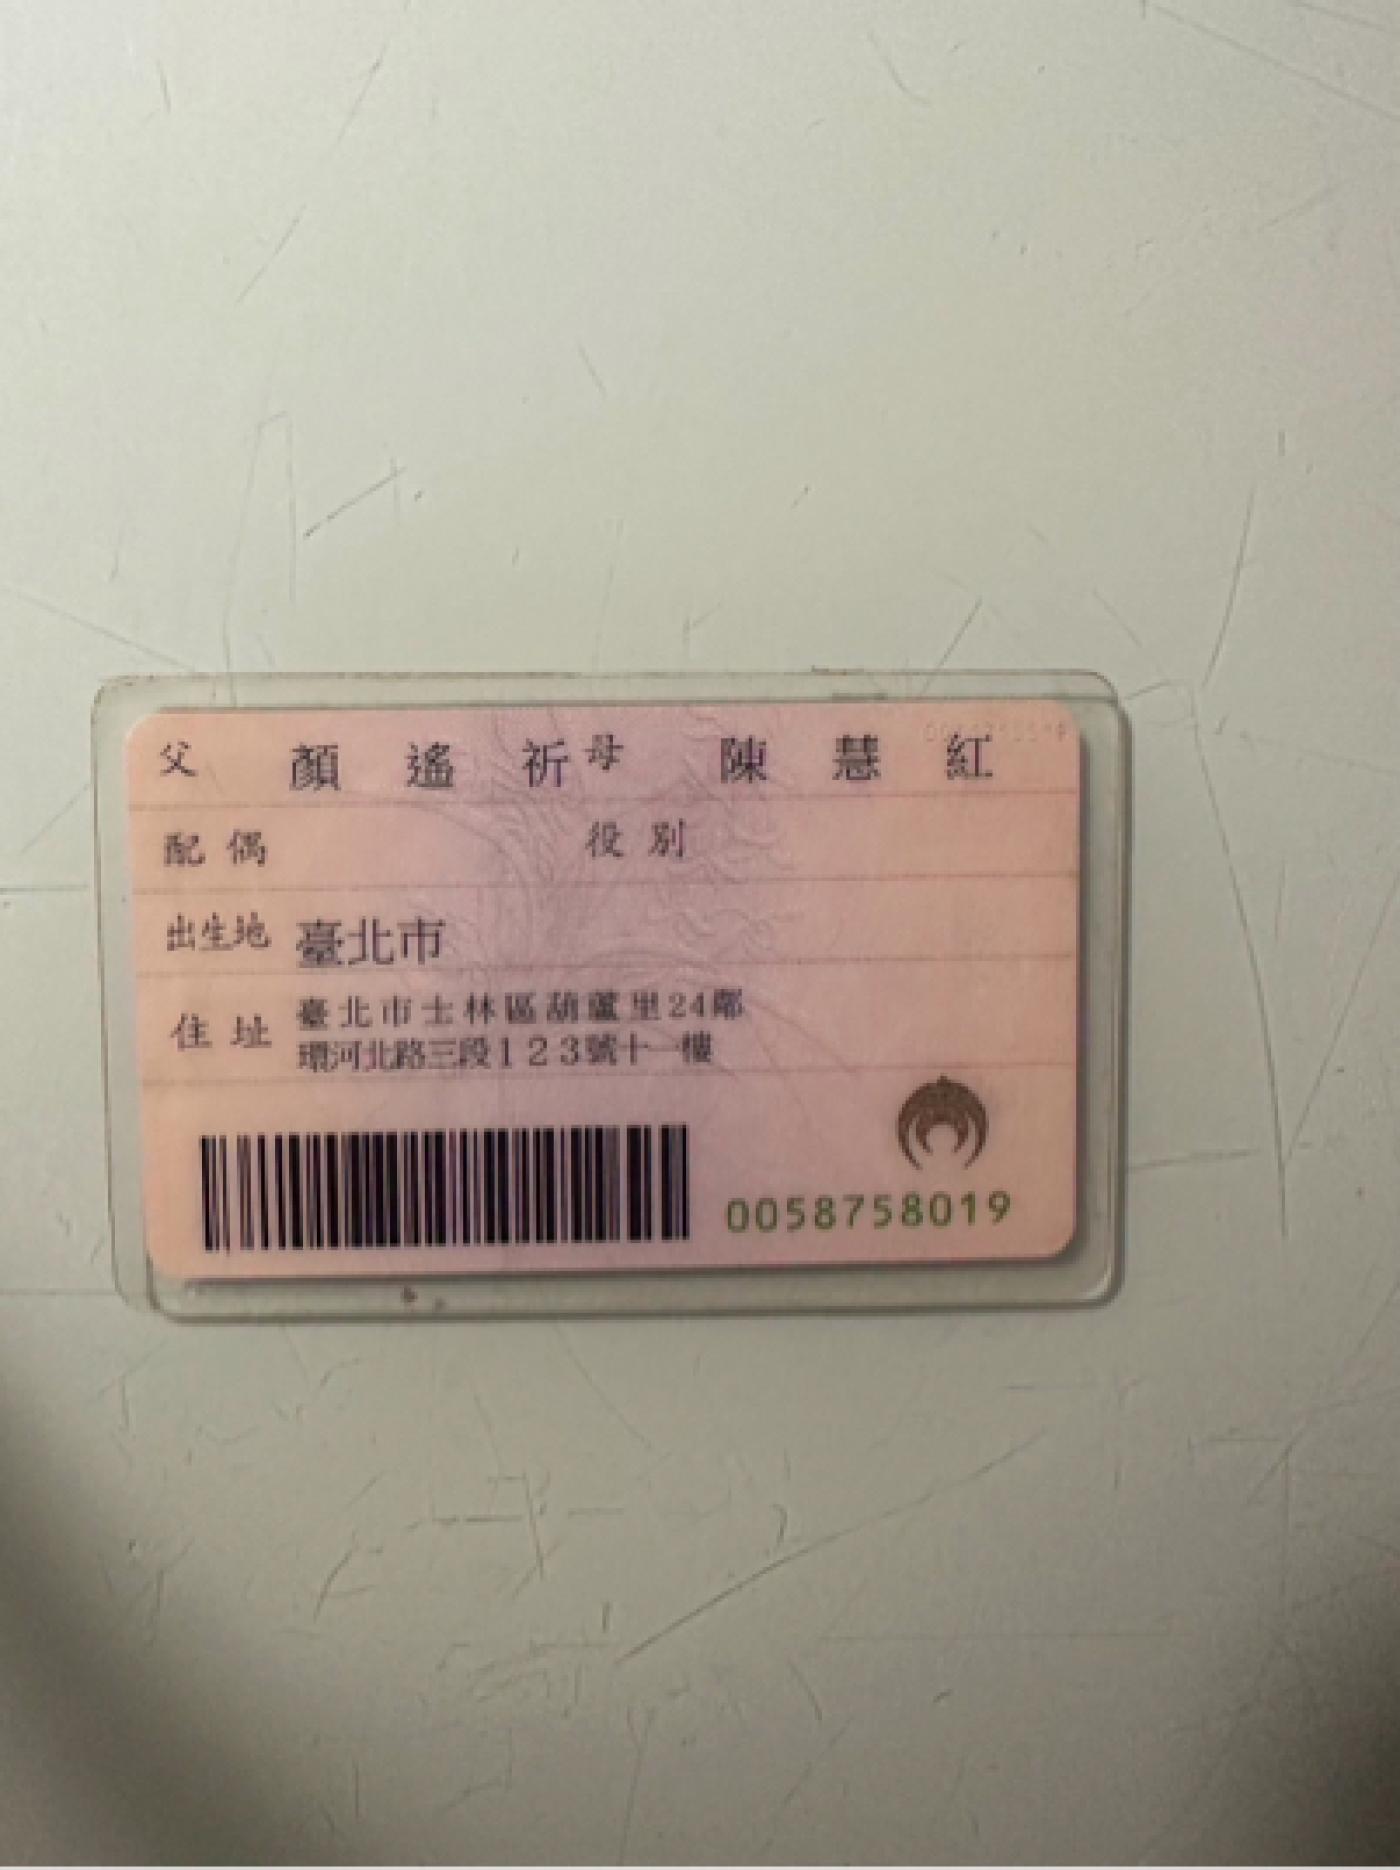 父 顏遙祈 母 陳慧紅
配偶 役別
出生地 臺北市
住址 臺北市士林區葫蘆里24鄰
環河北路三段123號十一樓
0058758019